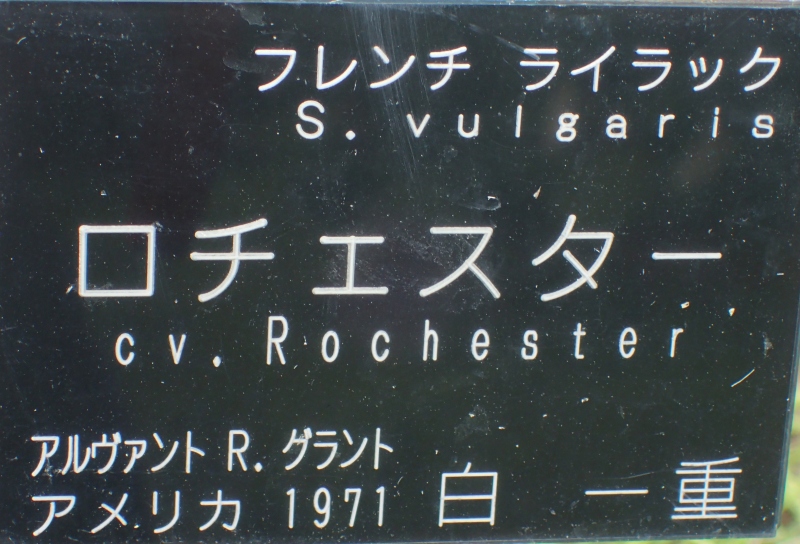 フレンチ ライラック
S. vulgaris
ロチェスター
cv. Rochester
アルヴァント R. グラント
アメリカ 1971 白 一重